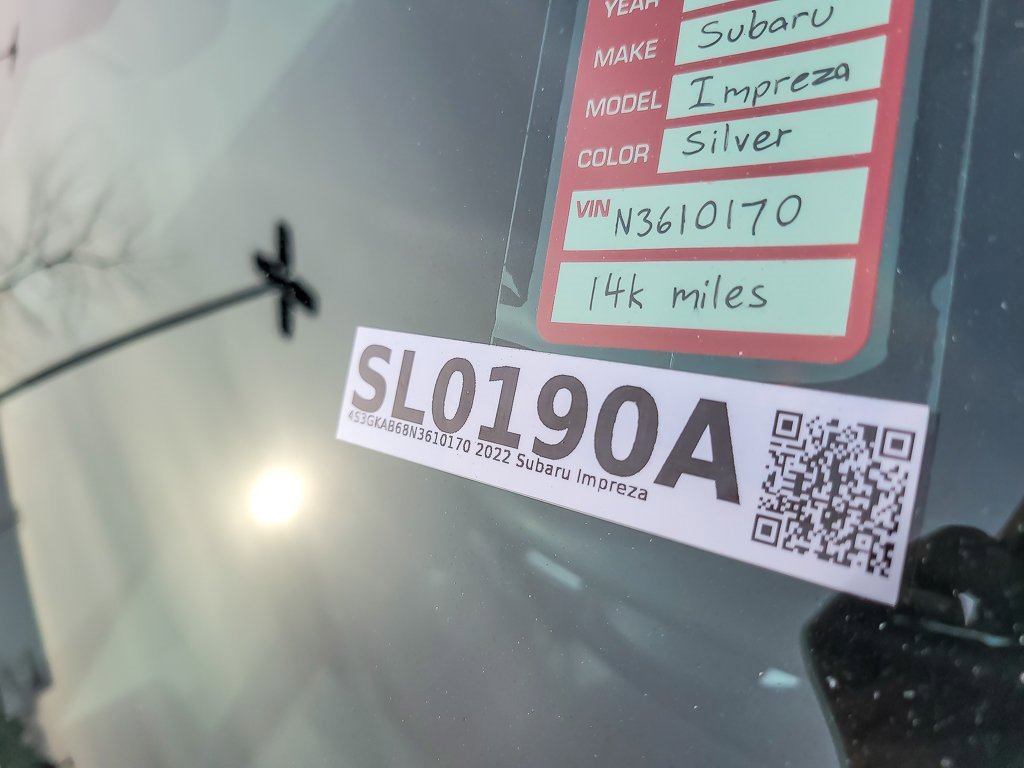 YEAR
MAKE Subaru
MODEL Impreza
COLOR Silver
VIN N3610170
14k miles
SL0190A
4S3GKAB68N3610170 2022 Subaru Impreza